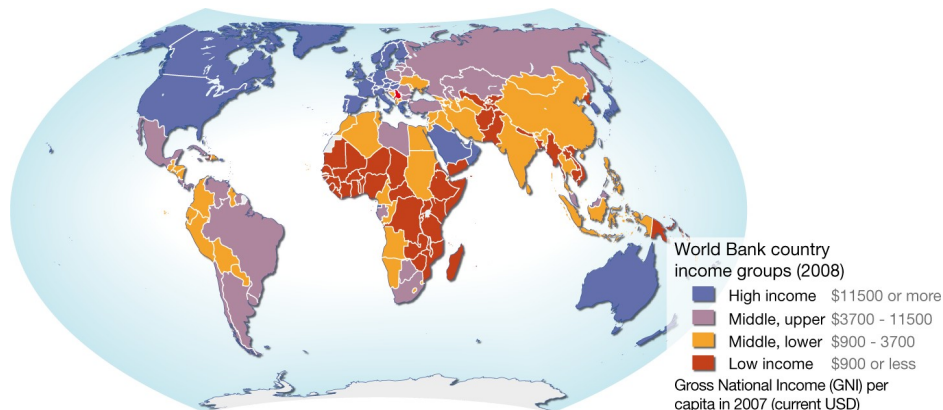 World Bank country
income groups (2008)
High income $11500 or more
Middle, upper $3700 - 11500
Middle, lower $900 - 3700
Low income $900 or less
Gross National Income (GNI) per
capita in 2007 (current USD)